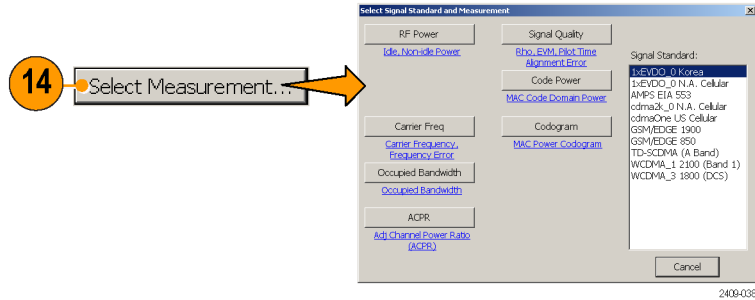 Select Signal Standard and Measurement
14
Select Measurement...
RF Power
Idle, Non-idle Power
Signal Quality
Rho, EVM, Pilot Time
Alignment Error
Code Power
MAC Code Domain Power
Carrier Freq
Carrier Frequency,
Frequency Error
Codogram
MAC Power Codogram
Occupied Bandwidth
Occupied Bandwidth
ACPR
Adj Channel Power Ratio
(ACPR)
Signal Standard:
1xEVDO_0 Korea
1xEVDO_0 N.A. Cellular
AMPS EIA 553
cdma2k_0 N.A. Cellular
cdmaOne US Cellular
GSM/EDGE 1900
GSM/EDGE 850
TD-SCDMA (A Band)
WCDMA_1 2100 (Band 1)
WCDMA_3 1800 (DCS)
Cancel
2409-038